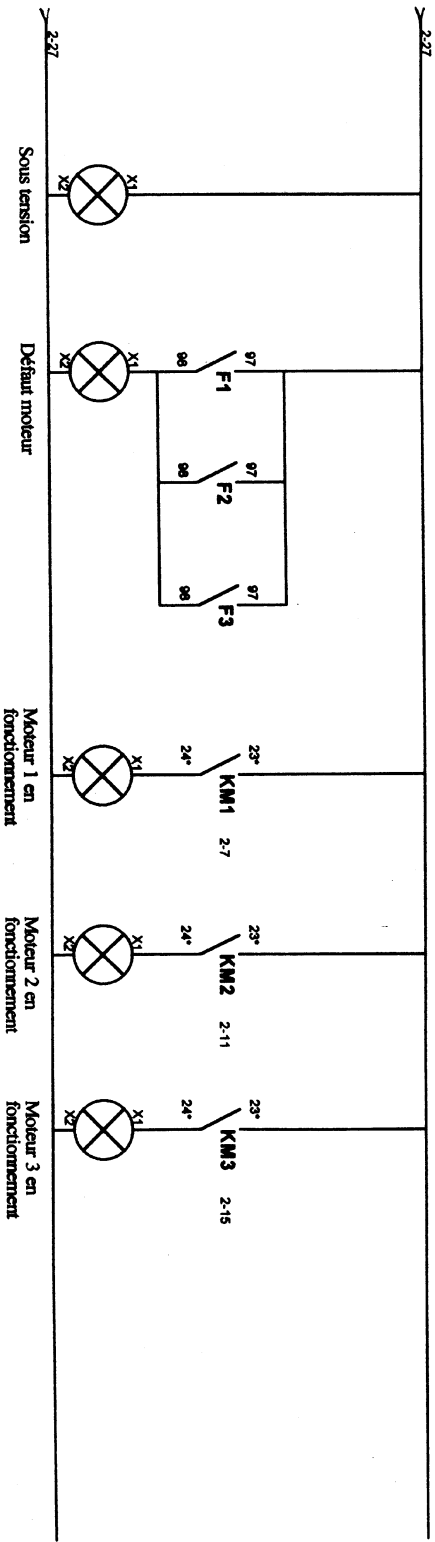 2-27
2-27
X1
X2
Sous tension
97
F1
98
97
F2
98
97
F3
98
X1
X2
Défaut moteur
23*
KM1
24*
2-7
X1
X2
Moteur 1 en
fonctionnement
23*
KM2
24*
2-11
X1
X2
Moteur 2 en
fonctionnement
23*
KM3
24*
2-15
X1
X2
Moteur 3 en
fonctionnement